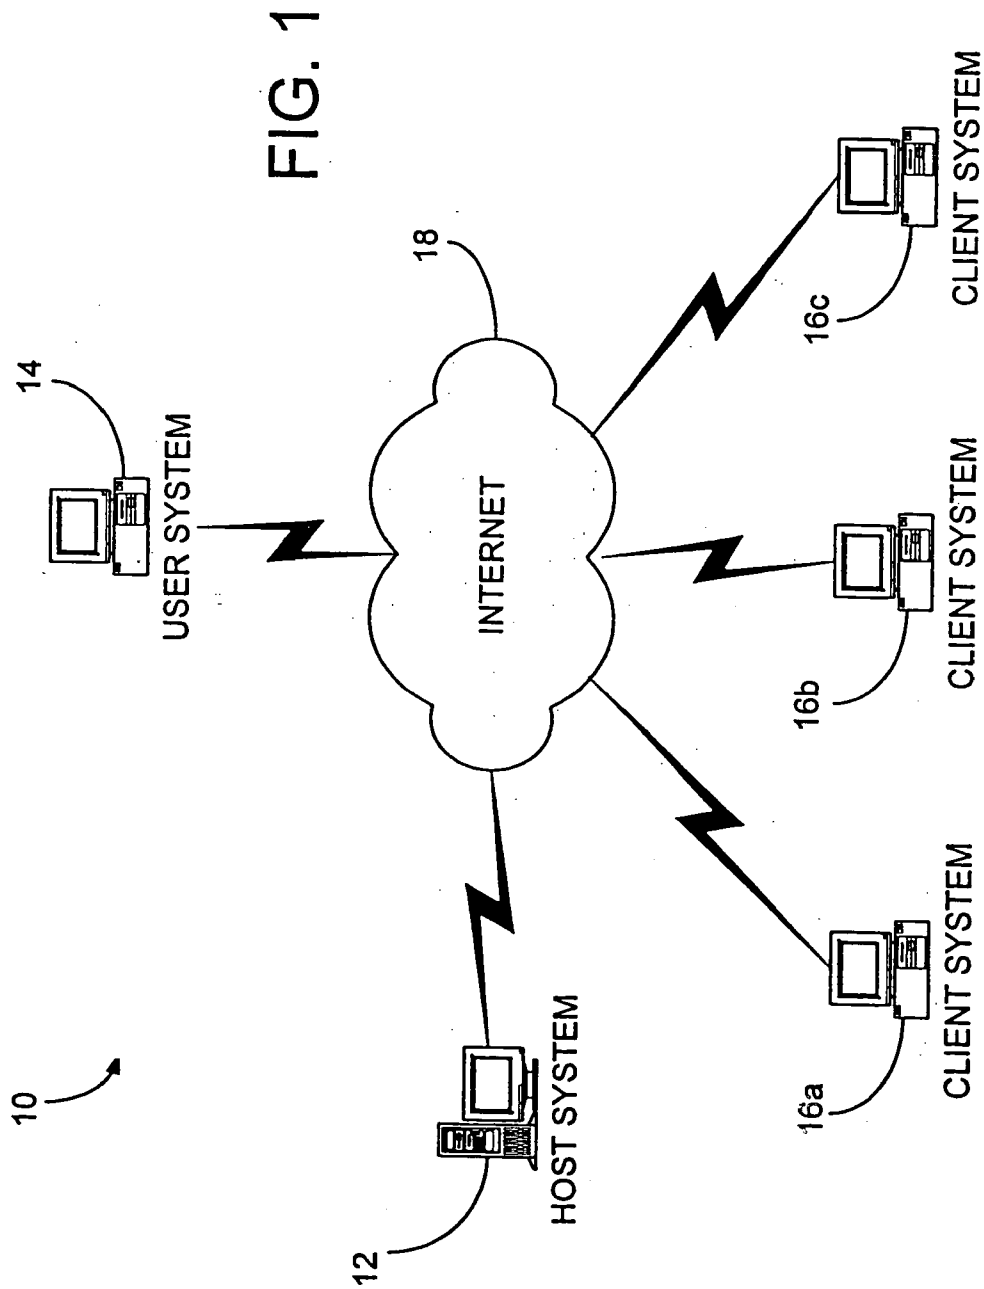 10
14
USER SYSTEM
12
HOST SYSTEM
INTERNET
18
FIG. 1
16a
CLIENT SYSTEM
16b
CLIENT SYSTEM
16c
CLIENT SYSTEM